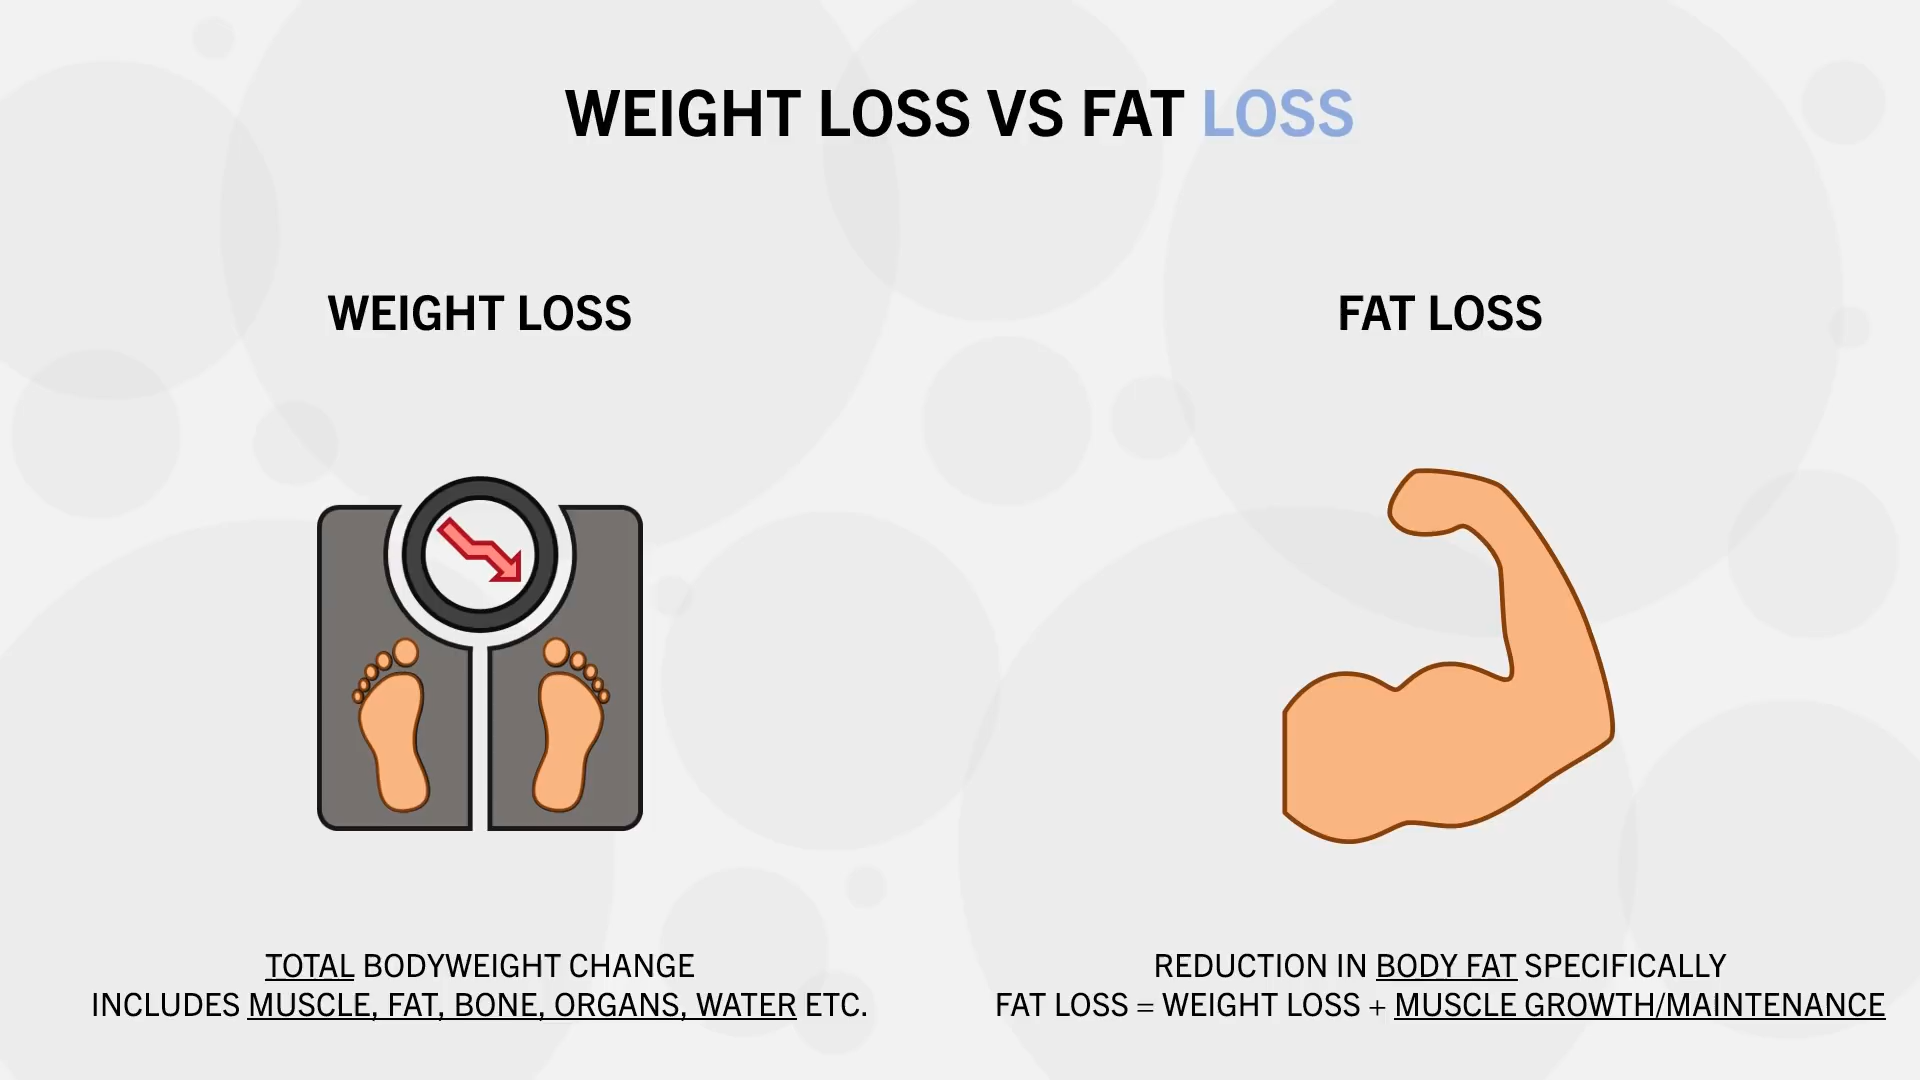 WEIGHT LOSS VS FAT LOSS
WEIGHT LOSS
FAT LOSS
TOTAL BODYWEIGHT CHANGE
INCLUDES MUSCLE, FAT, BONE, ORGANS, WATER ETC.
REDUCTION IN BODY FAT SPECIFICALLY
FAT LOSS = WEIGHT LOSS + MUSCLE GROWTH/MAINTENANCE